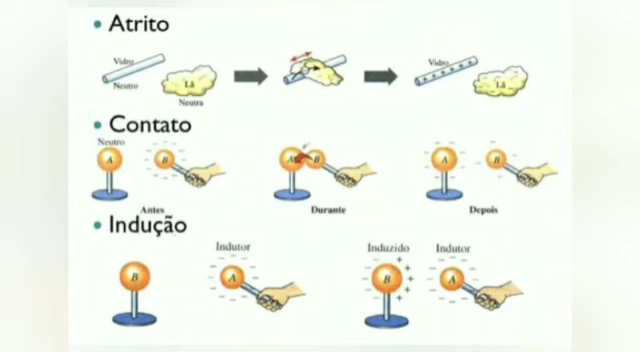 • Atrito
Vidro
Neutro
Lã
Neutra
Vidro
+ + + + + +
Lã
• Contato
Neutro
A
B
A
B
A
B
Antes
Durante
Depois
• Indução
Indutor
Induzido
Indutor
B
A
B
A